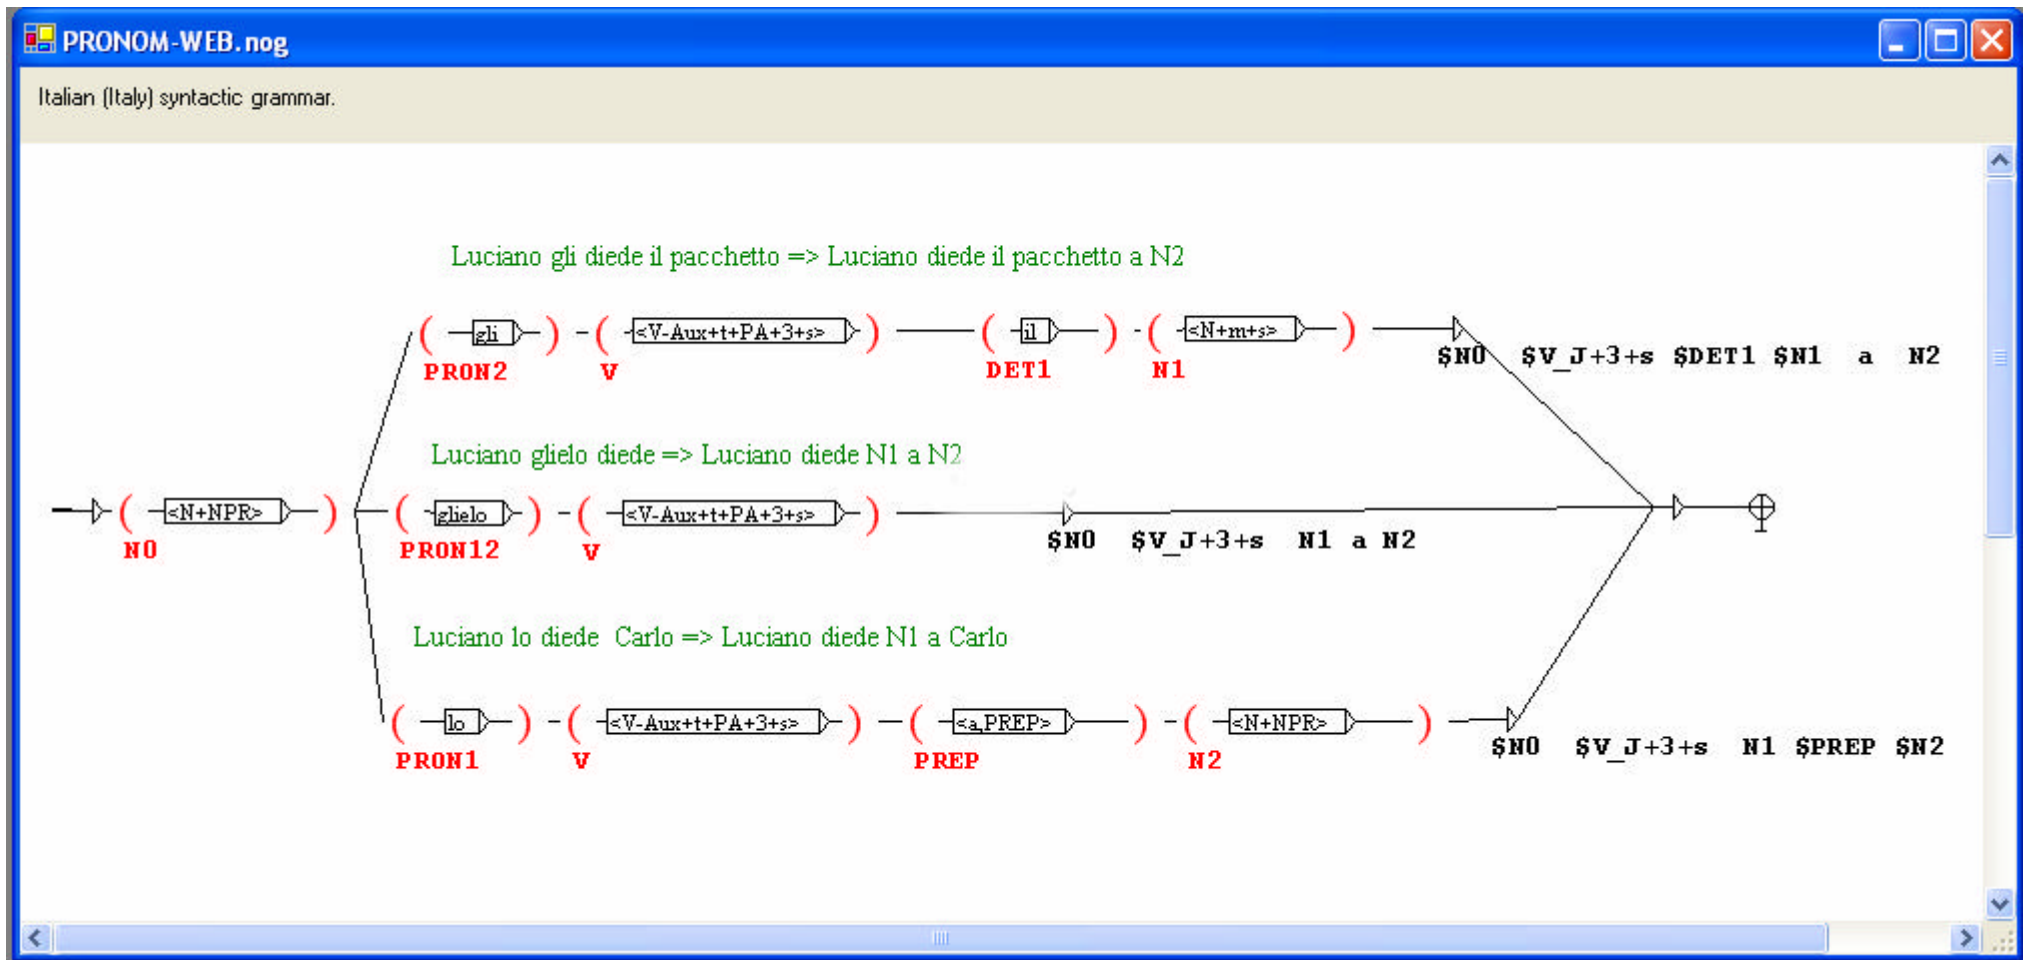 PRONOM-WEB.nog
Italian (Italy) syntactic grammar.
Luciano gli diede il pacchetto => Luciano diede il pacchetto a N2
( gli ) ( <V-Aux+t+PA+3+s> ) ( il ) ( <N+m+s> )
PRON2 V DET1 N1 $N0 $V_J+3+s $DET1 $N1 a N2
Luciano glielo diede => Luciano diede N1 a N2
( <N+NPR> ) ( glielo ) ( <V-Aux+t+PA+3+s> )
N0 PRON12 V $N0 $V_J+3+s N1 a N2
Luciano lo diede Carlo => Luciano diede N1 a Carlo
( lo ) ( <V-Aux+t+PA+3+s> ) ( <a,PREP> ) ( <N+NPR> )
PRON1 V PREP N2 $N0 $V_J+3+s N1 $PREP $N2